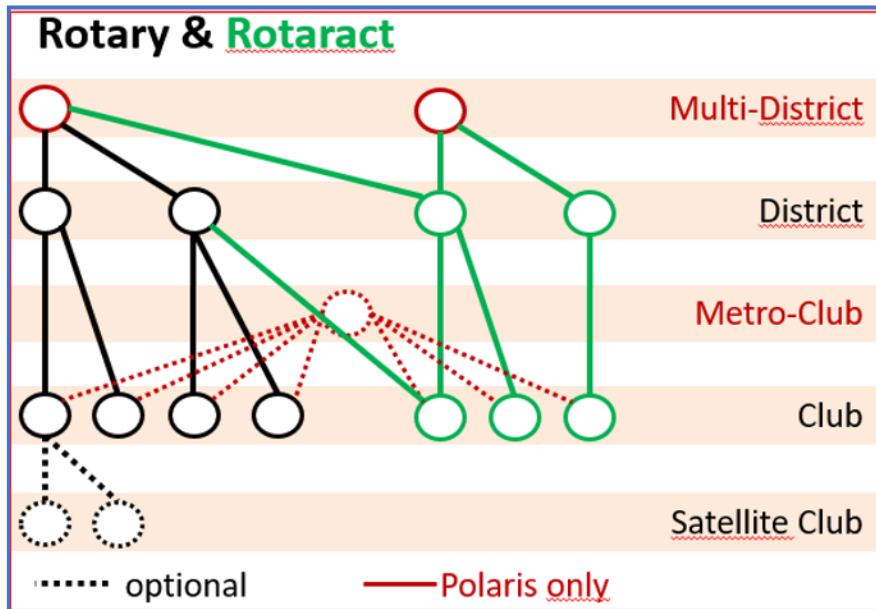 Rotary & Rotaract
Multi-District
District
Metro-Club
Club
Satellite Club
optional
Polaris only